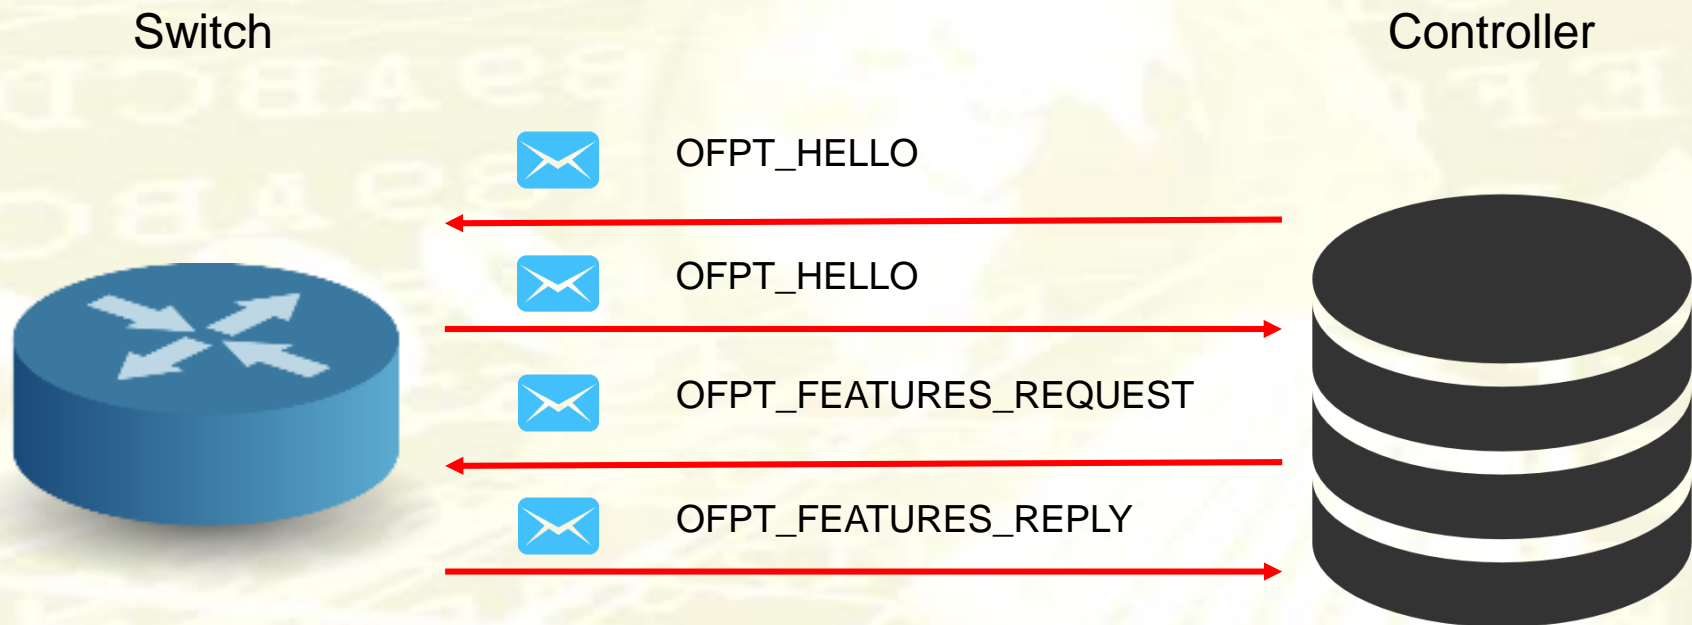 Switch
Controller
OFPT_HELLO
OFPT_HELLO
OFPT_FEATURES_REQUEST
OFPT_FEATURES_REPLY